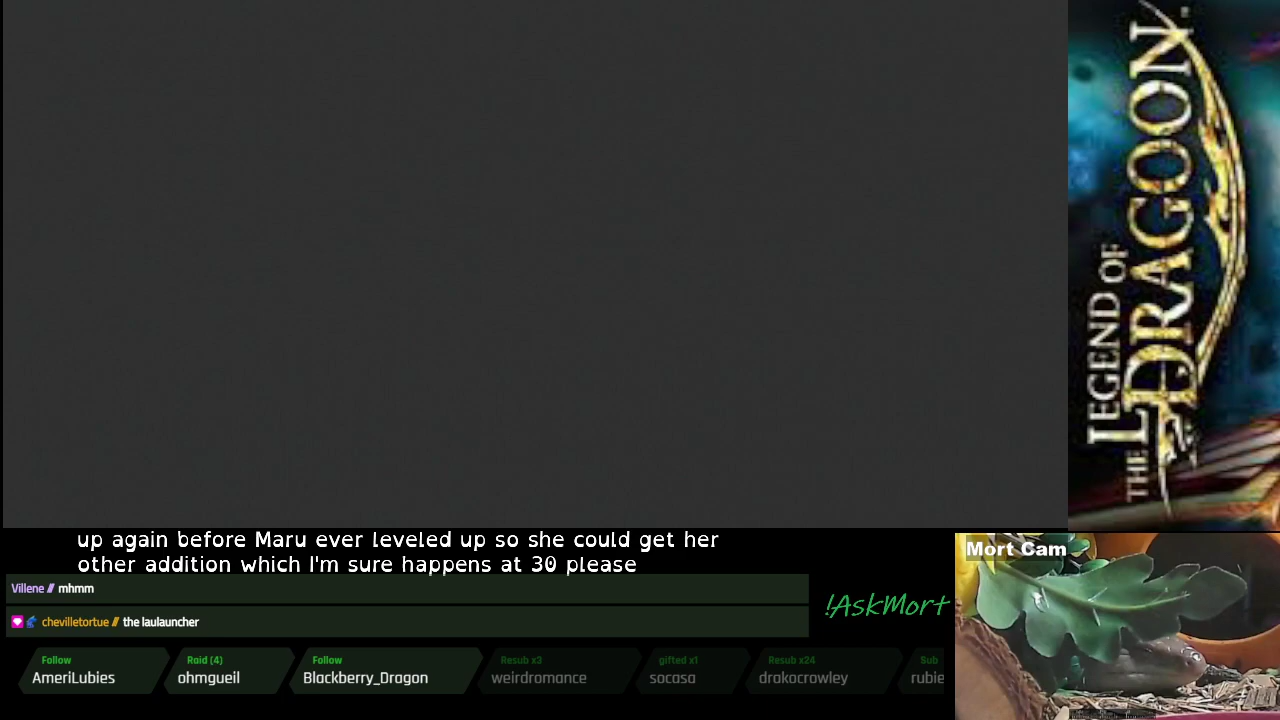 THE LEGEND OF
DRAGOON
up again before Maru ever leveled up so she could get her
other addition which I'm sure happens at 30 please
Mort Cam
Villene // mhmm
chevilletortue // the laulauncher
!AskMort
Follow
AmeriLubies
Raid (4)
ohmgueil
Follow
Blackberry_Dragon
Resub x3
weirdromance
gifted x1
socasa
Resub x24
drakocrowley
Sub
rubie